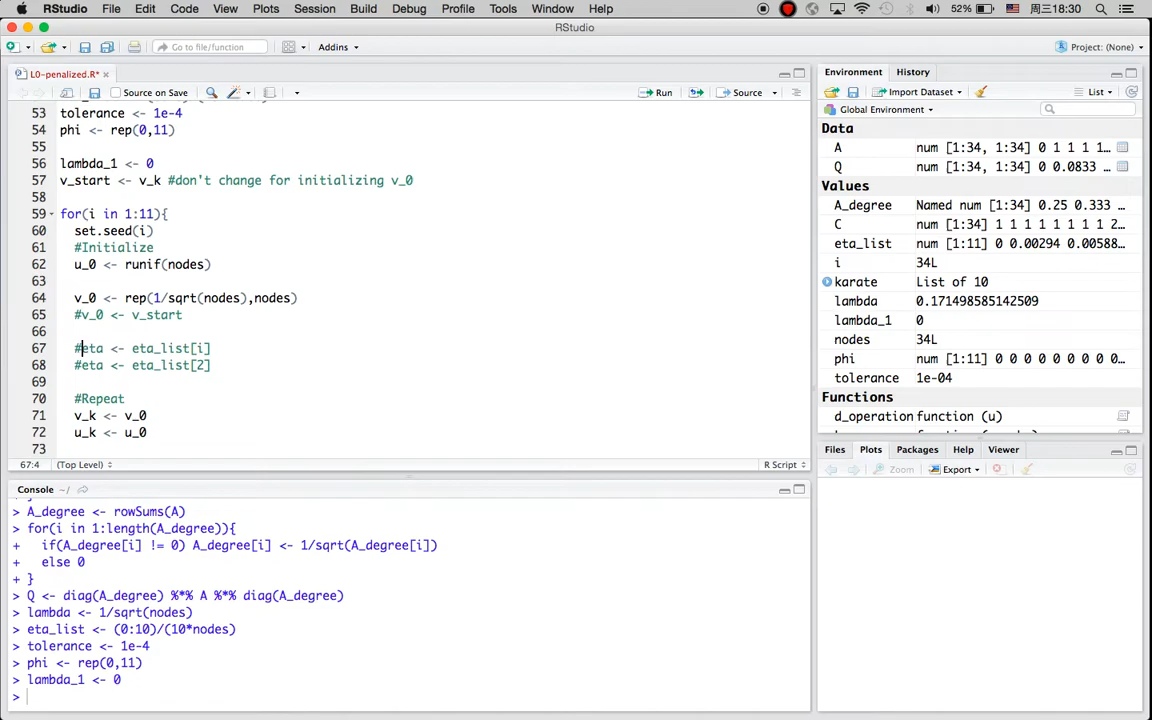 RStudio File Edit Code View Plots Session Build Debug Profile Tools Window Help 52% 周三18:30
RStudio
Go to file/function Addins Project: (None)
L0-penalized.R* ×
Source on Save Run Source
53 tolerance <- 1e-4
54 phi <- rep(0,11)
55
56 lambda_1 <- 0
57 v_start <- v_k #don't change for initializing v_0
58
59 for(i in 1:11){
60 set.seed(i)
61 #Initialize
62 u_0 <- runif(nodes)
63
64 v_0 <- rep(1/sqrt(nodes),nodes)
65 #v_0 <- v_start
66
67 #eta <- eta_list[i]
68 #eta <- eta_list[2]
69
70 #Repeat
71 v_k <- v_0
72 u_k <- u_0
73
67:4 (Top Level) R Script
Console ~/
> A_degree <- rowSums(A)
> for(i in 1:length(A_degree)){
+ if(A_degree[i] != 0) A_degree[i] <- 1/sqrt(A_degree[i])
+ else 0
+ }
> Q <- diag(A_degree) %*% A %*% diag(A_degree)
> lambda <- 1/sqrt(nodes)
> eta_list <- (0:10)/(10*nodes)
> tolerance <- 1e-4
> phi <- rep(0,11)
> lambda_1 <- 0
>
Environment History
Import Dataset List
Global Environment
Data
A num [1:34, 1:34] 0 1 1 1 1…
Q num [1:34, 1:34] 0 0.0833 …
Values
A_degree Named num [1:34] 0.25 0.333 …
C num [1:34] 1 1 1 1 1 1 1 1 2…
eta_list num [1:11] 0 0.00294 0.00588…
i 34L
karate List of 10
lambda 0.171498585142509
lambda_1 0
nodes 34L
phi num [1:11] 0 0 0 0 0 0 0 0 0…
tolerance 1e-04
Functions
d_operation function (u)
Files Plots Packages Help Viewer
Zoom Export